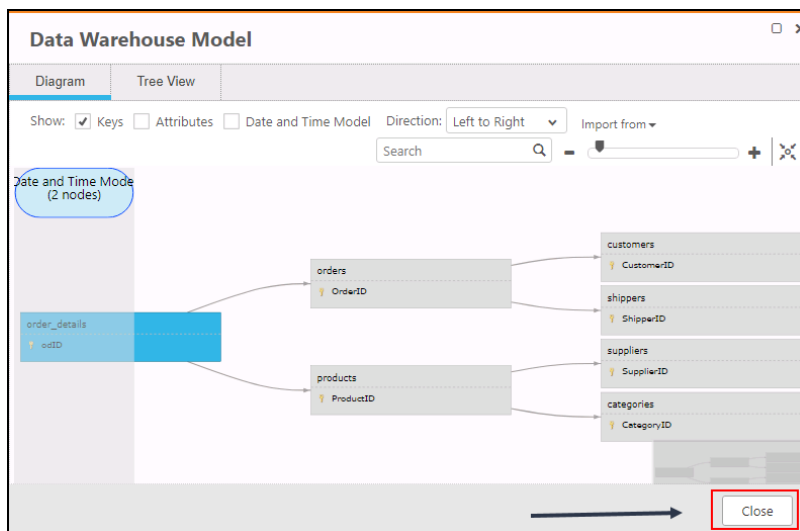 Data Warehouse Model
Diagram
Tree View
Show:
Keys
Attributes
Date and Time Model
Direction:
Left to Right
Import from
Search
Date and Time Mode
(2 nodes)
order_details
odID
orders
OrderID
products
ProductID
customers
CustomerID
shippers
ShipperID
suppliers
SupplierID
categories
CategoryID
Close